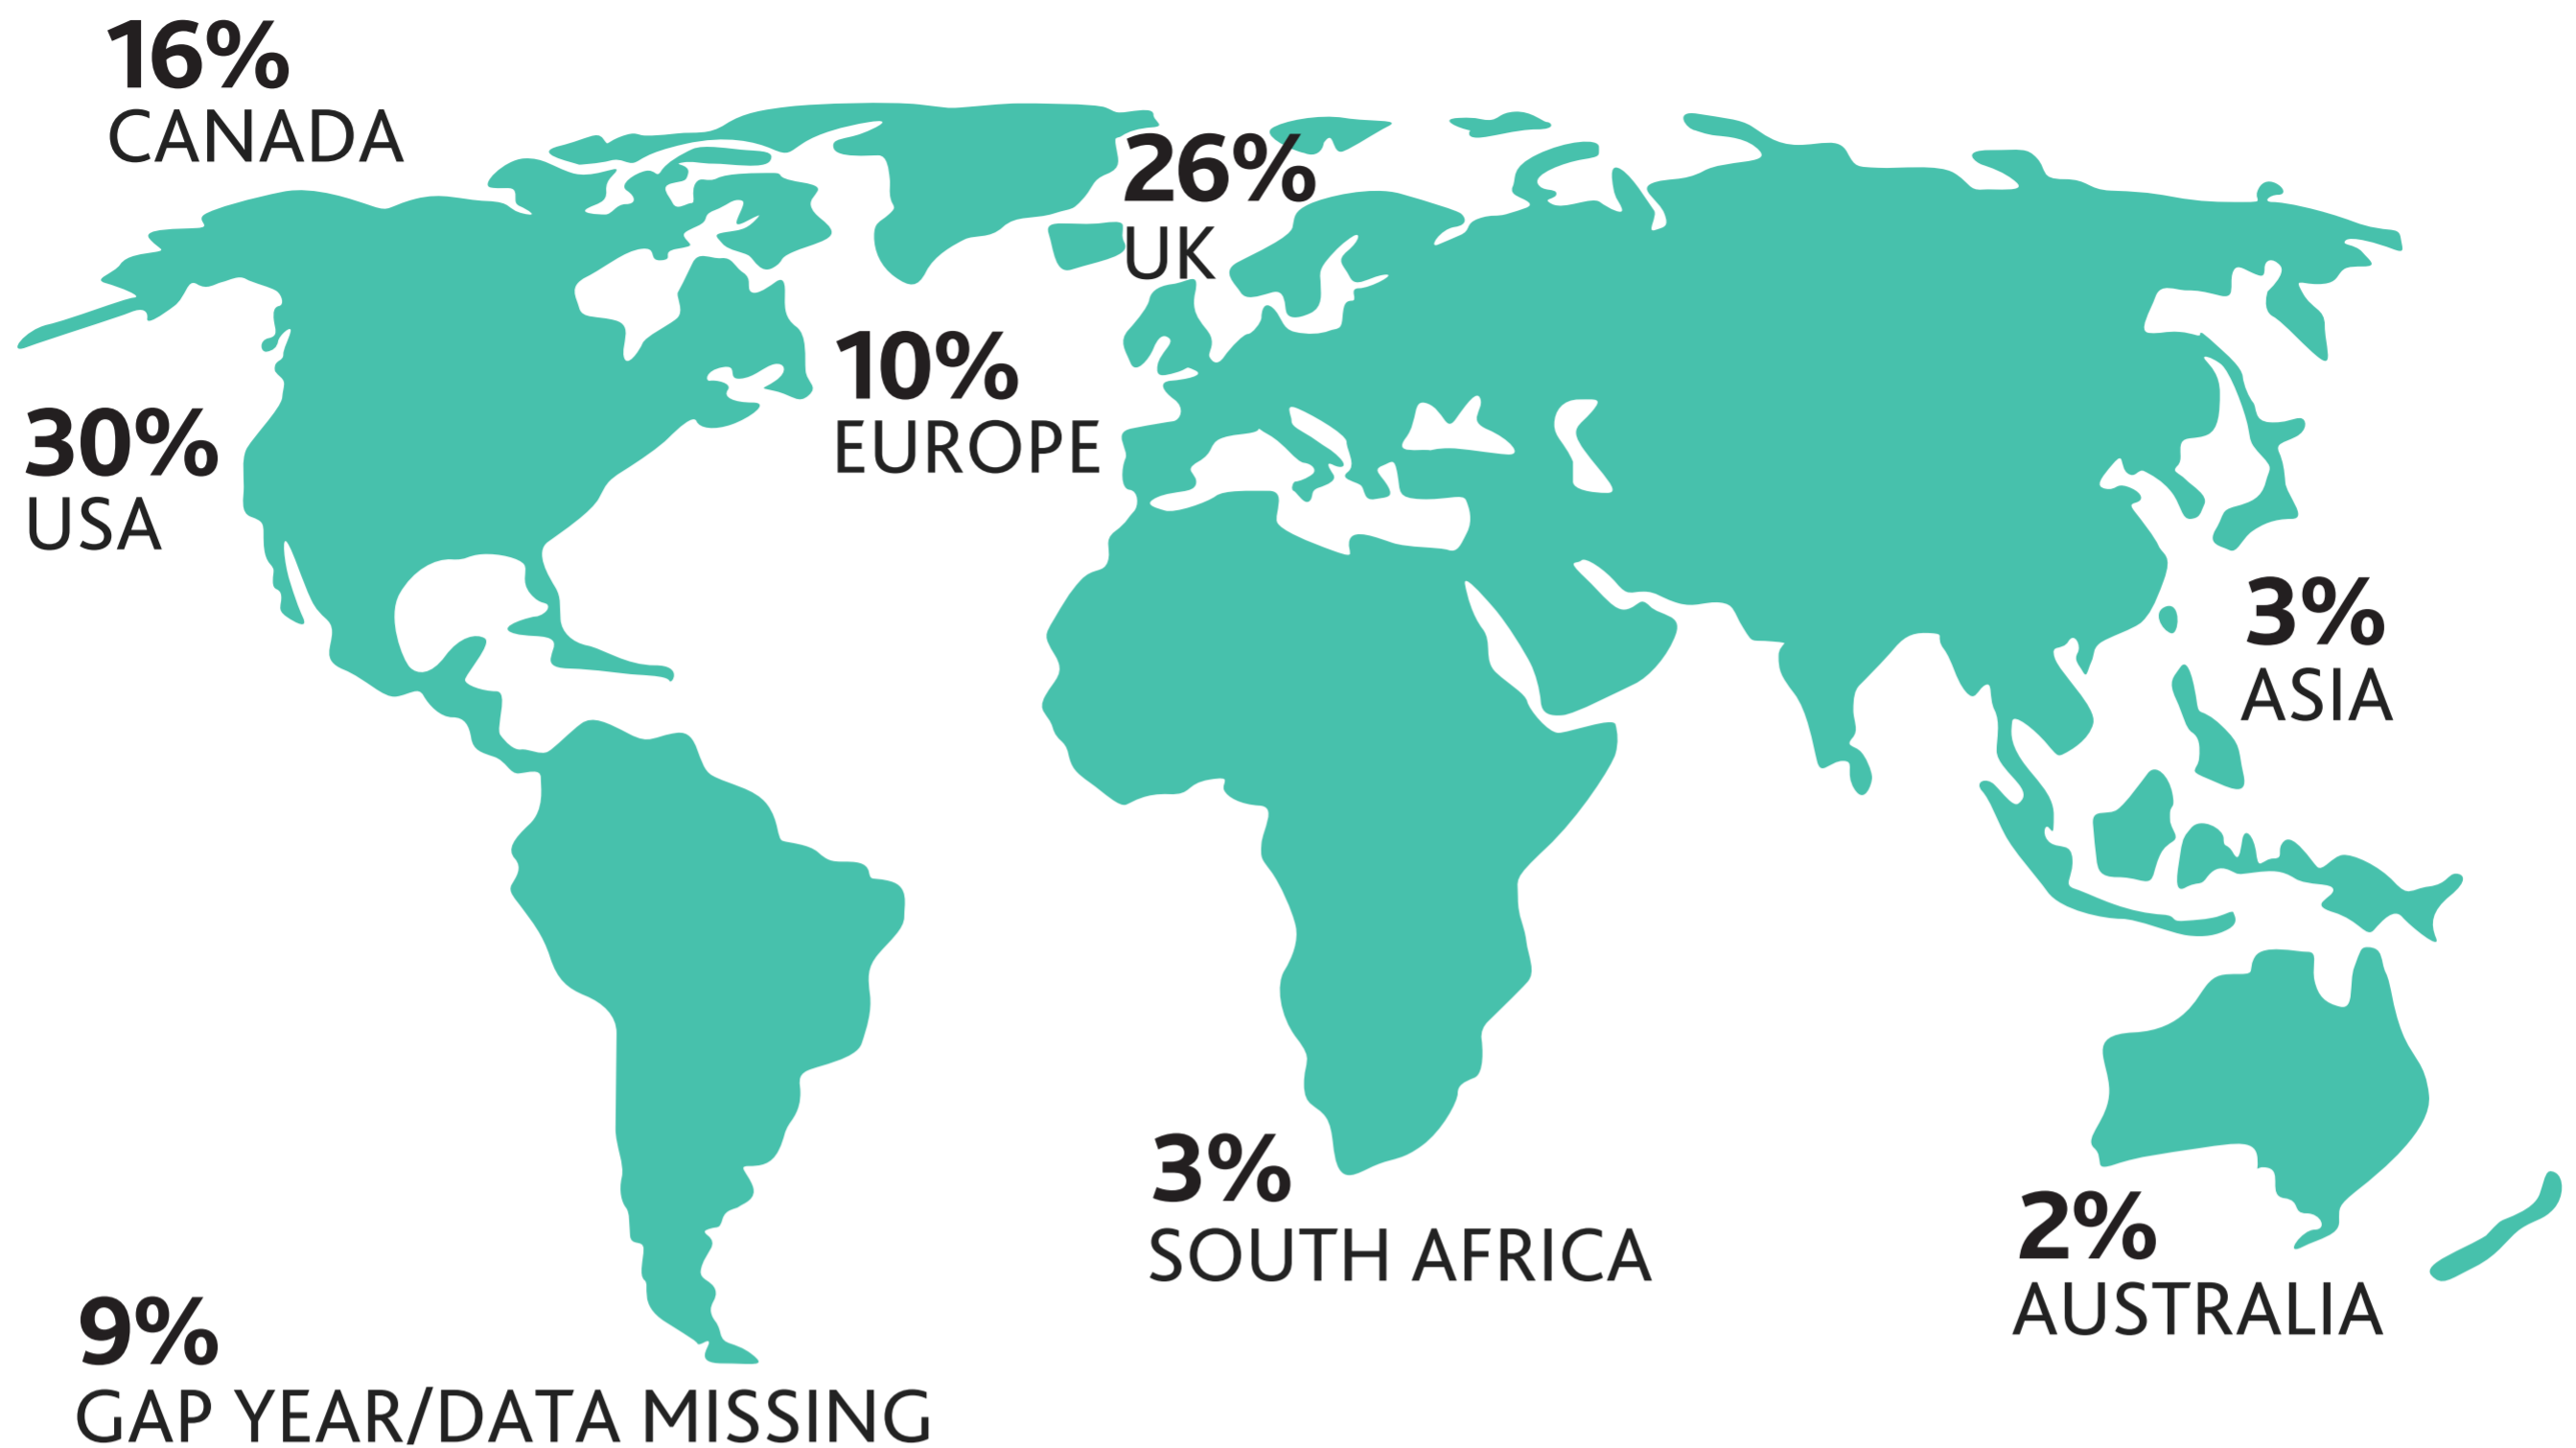 16%
CANADA
26%
UK
10%
EUROPE
30%
USA
3%
ASIA
3%
SOUTH AFRICA
2%
AUSTRALIA
9%
GAP YEAR/DATA MISSING